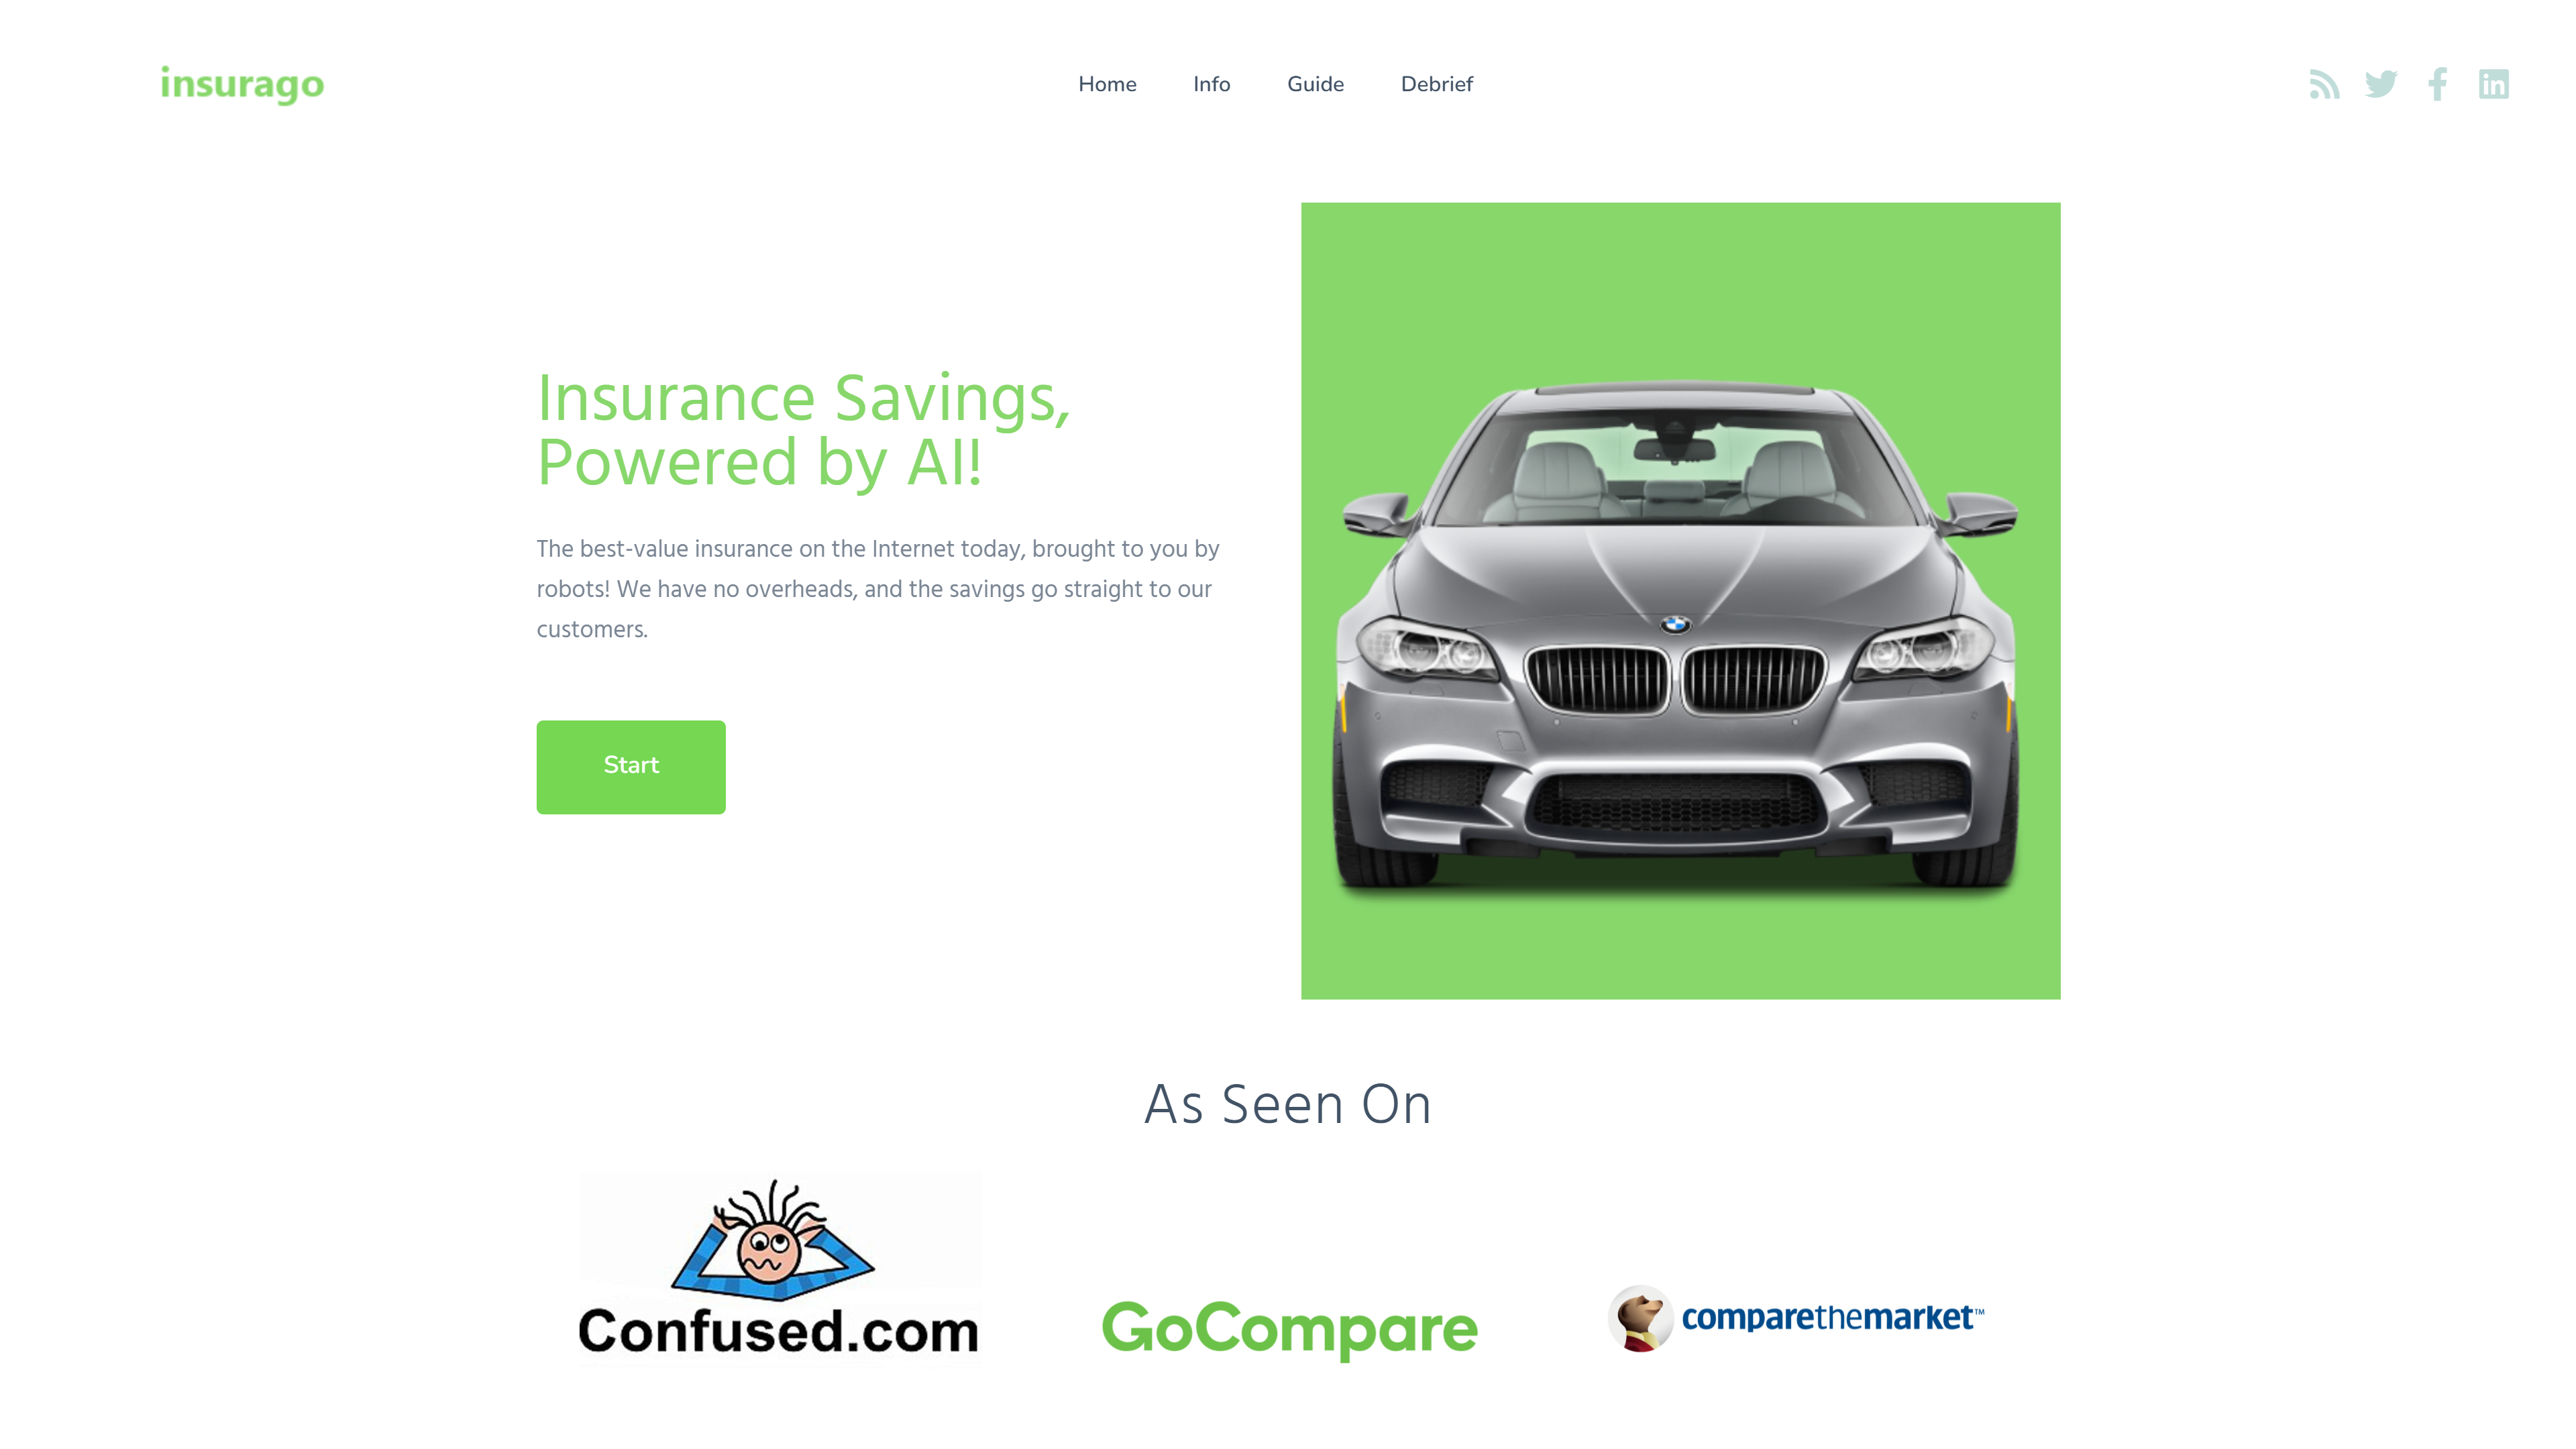 insurago
Home Info Guide Debrief
Insurance Savings,
Powered by AI!
The best-value insurance on the Internet today, brought to you by
robots! We have no overheads, and the savings go straight to our
customers.
Start
As Seen On
Confused.com
GoCompare
comparethemarket™